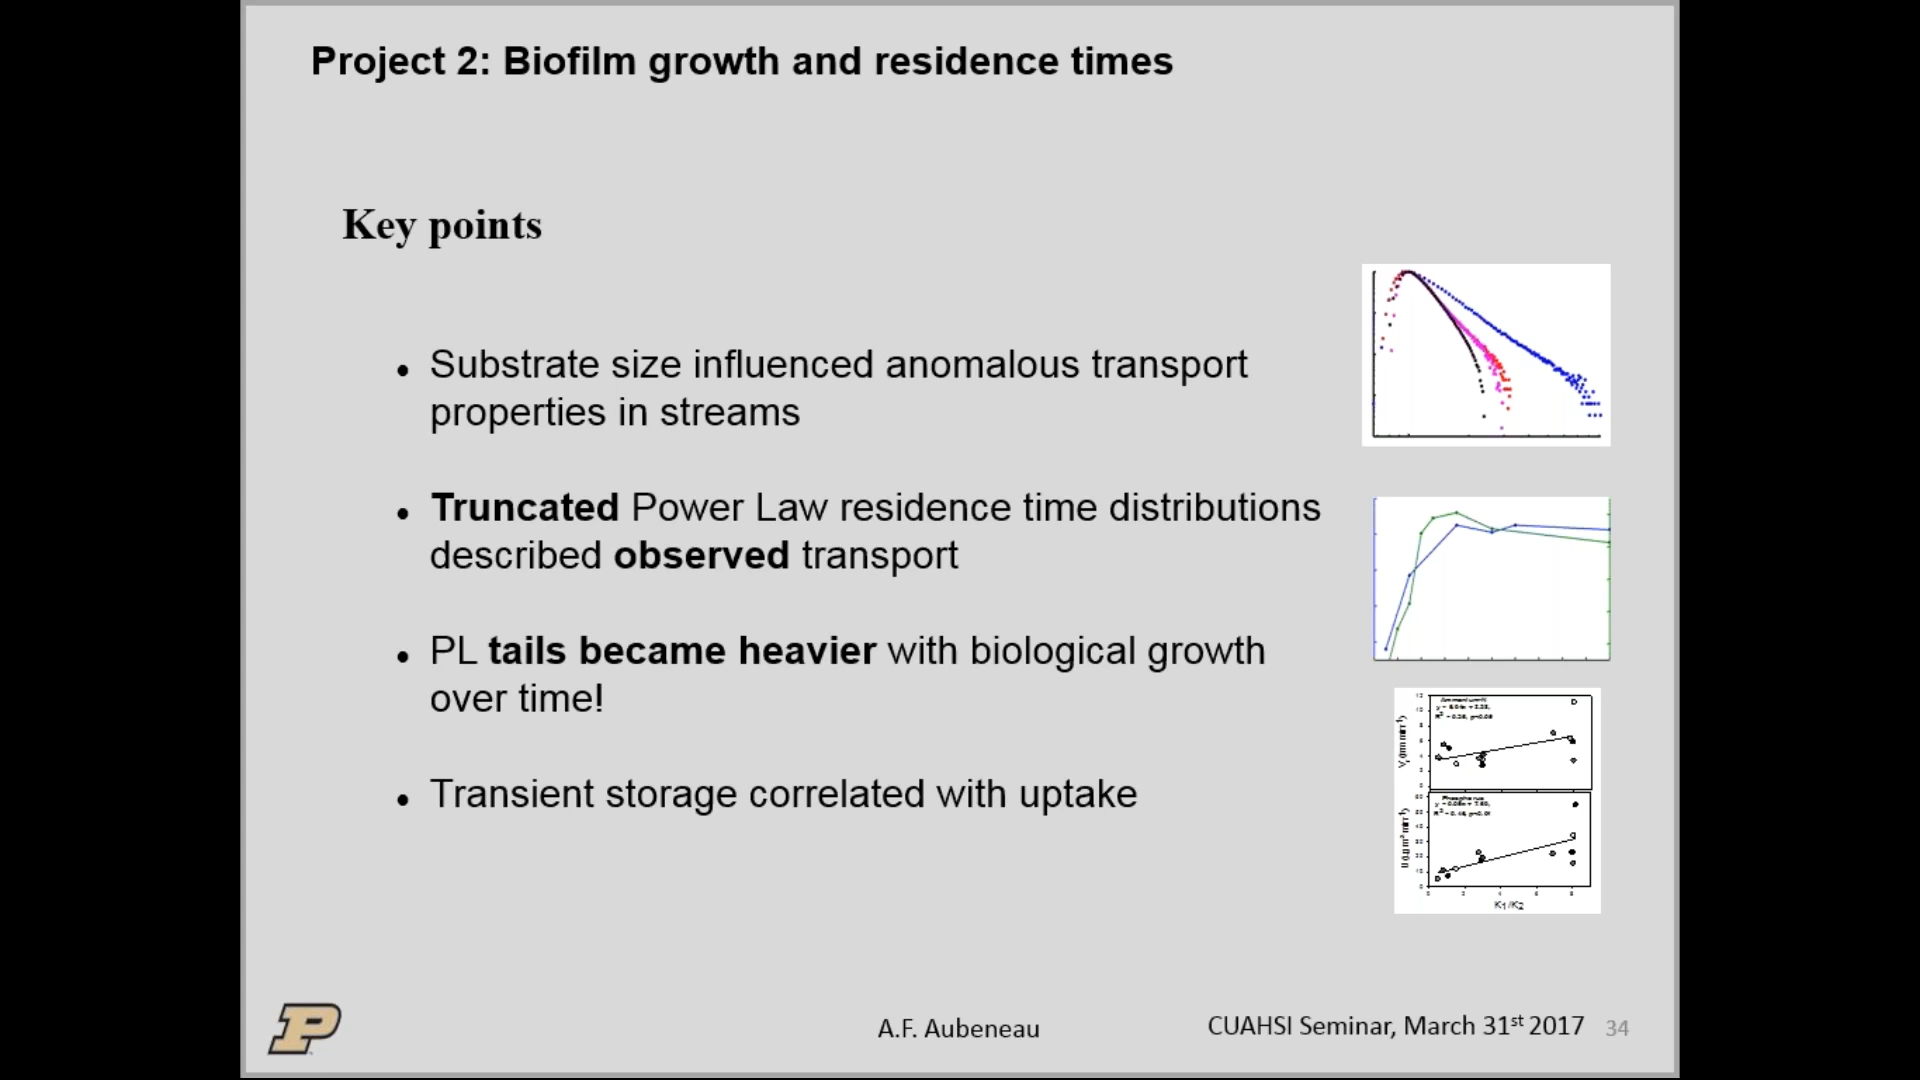 Project 2: Biofilm growth and residence times
Key points
Substrate size influenced anomalous transport
properties in streams
Truncated Power Law residence time distributions
described observed transport
PL tails became heavier with biological growth
over time!
Transient storage correlated with uptake
K1/K2
A.F. Aubeneau
CUAHSI Seminar, March 31st 2017
34